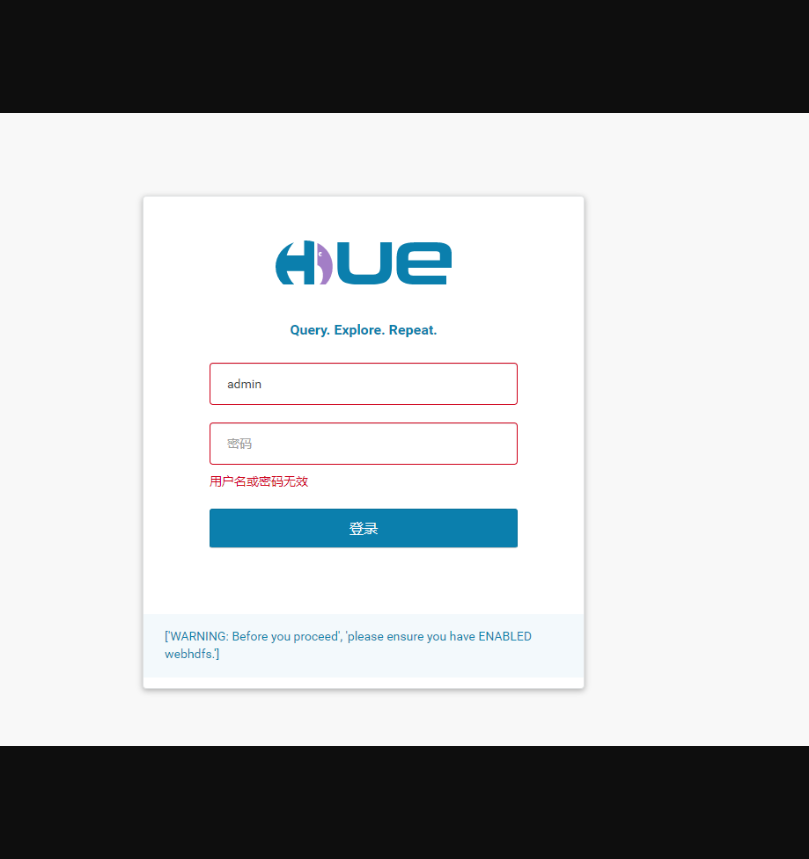 HUE
Query. Explore. Repeat.
admin
密码
用户名或密码无效
登录
['WARNING: Before you proceed', 'please ensure you have ENABLED
webhdfs.']